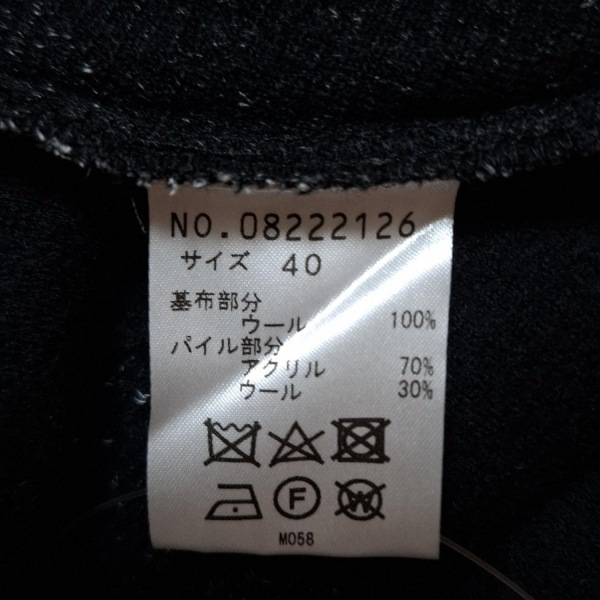 NO.08222126
サイズ 40
基布部分
ウール 100%
パイル部分
アクリル 70%
ウール 30%
F W
M058